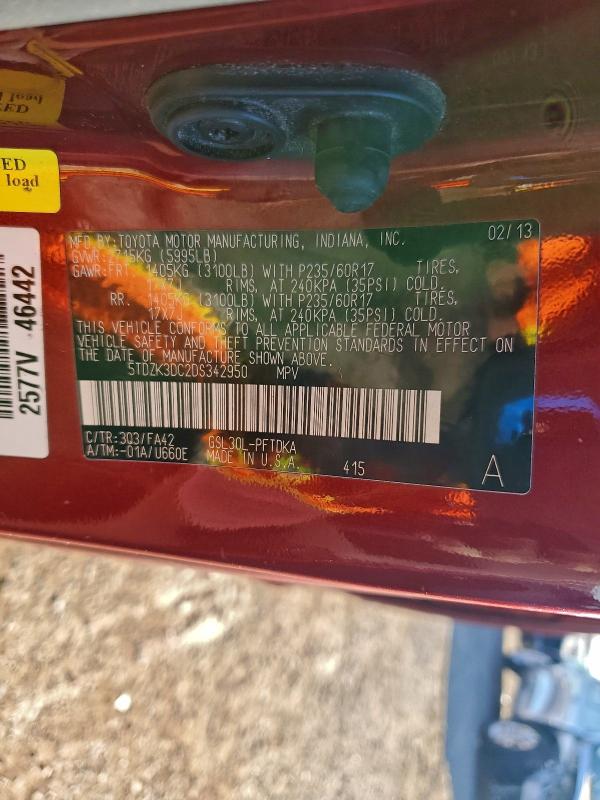 ED
load
2577V 46442
MFD BY: TOYOTA MOTOR MANUFACTURING, INDIANA, INC. 02/13
GVWR: 2715KG (5995LB)
GAWR: FRT. 1405KG (3100LB) WITH P235/60R17 TIRES,
17X7J RIMS, AT 240KPA (35PSI) COLD.
RR. 1405KG (3100LB) WITH P235/60R17 TIRES,
17X7J RIMS, AT 240KPA (35PSI) COLD.
THIS VEHICLE CONFORMS TO ALL APPLICABLE FEDERAL MOTOR
VEHICLE SAFETY AND THEFT PREVENTION STANDARDS IN EFFECT ON
THE DATE OF MANUFACTURE SHOWN ABOVE.
5TDZK3DC2DS342950 MPV
C/TR: 3Q3/FA42 GSL30L-PFTDKA
A/TM: -01A/U660E MADE IN U.S.A. 415 A